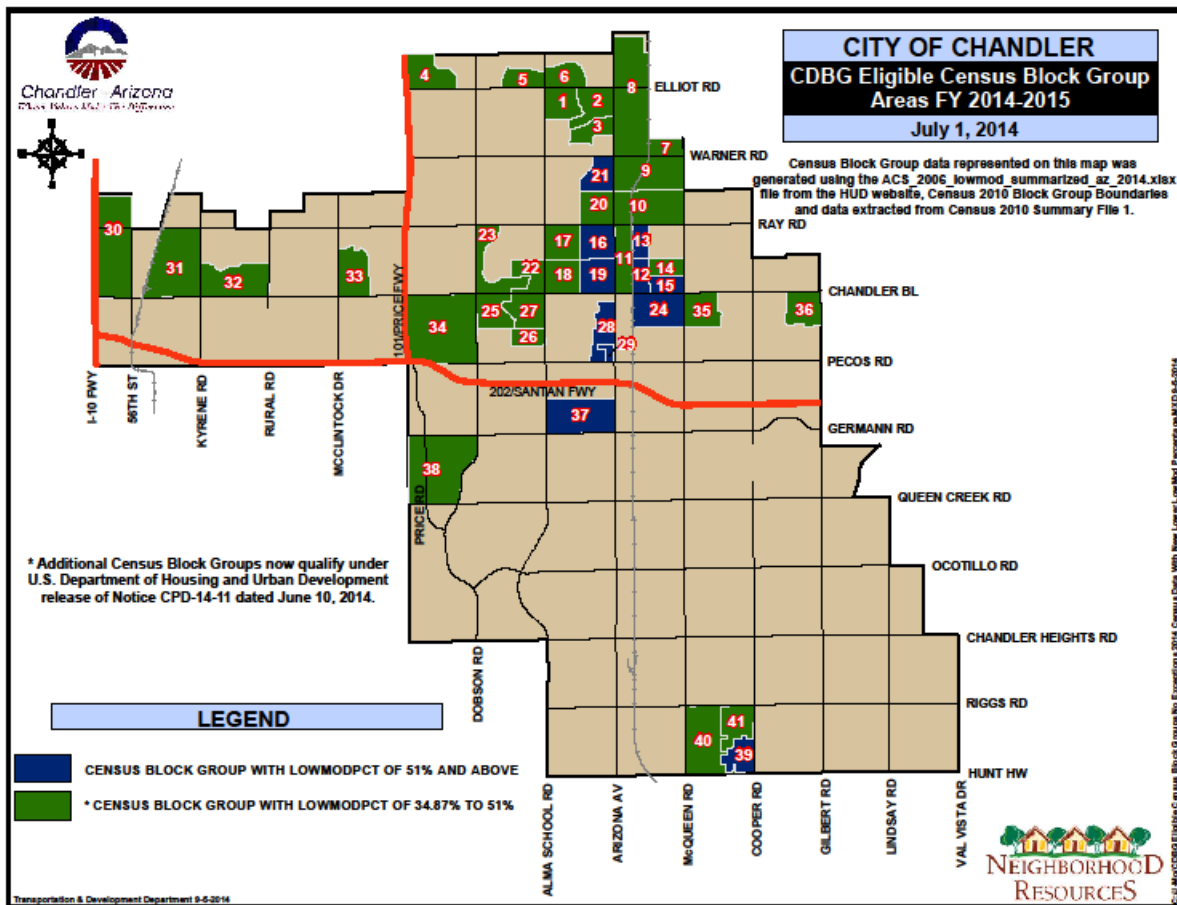 Chandler - Arizona
Where Values Make The Difference
CITY OF CHANDLER
CDBG Eligible Census Block Group
Areas FY 2014-2015
July 1, 2014
Census Block Group data represented on this map was
generated using the ACS_2006_lowmod_summarized_az_2014.xlsx
file from the HUD website, Census 2010 Block Group Boundaries
and data extracted from Census 2010 Summary File 1.
4
5
6
8
ELLIOT RD
1
2
3
7
WARNER RD
21
9
20
10
RAY RD
30
31
32
33
23
17
16
11
13
22
18
19
12
14
15
CHANDLER BL
101/PRICE FWY
34
25
27
26
28
29
24
35
36
PECOS RD
I-10 FWY
56TH ST
KYRENE RD
RURAL RD
MCCLINTOCK DR
202/SANTAN FWY
37
GERMANN RD
38
PRICE RD
QUEEN CREEK RD
* Additional Census Block Groups now qualify under
U.S. Department of Housing and Urban Development
release of Notice CPD-14-11 dated June 10, 2014.
OCOTILLO RD
CHANDLER HEIGHTS RD
DOBSON RD
RIGGS RD
40
41
39
HUNT HW
LEGEND
CENSUS BLOCK GROUP WITH LOWMODPCT OF 51% AND ABOVE
* CENSUS BLOCK GROUP WITH LOWMODPCT OF 34.87% TO 51%
ALMA SCHOOL RD
ARIZONA AV
McQUEEN RD
COOPER RD
GILBERT RD
LINDSAY RD
VAL VISTA DR
NEIGHBORHOOD
RESOURCES
Transportation & Development Department 9-5-2014